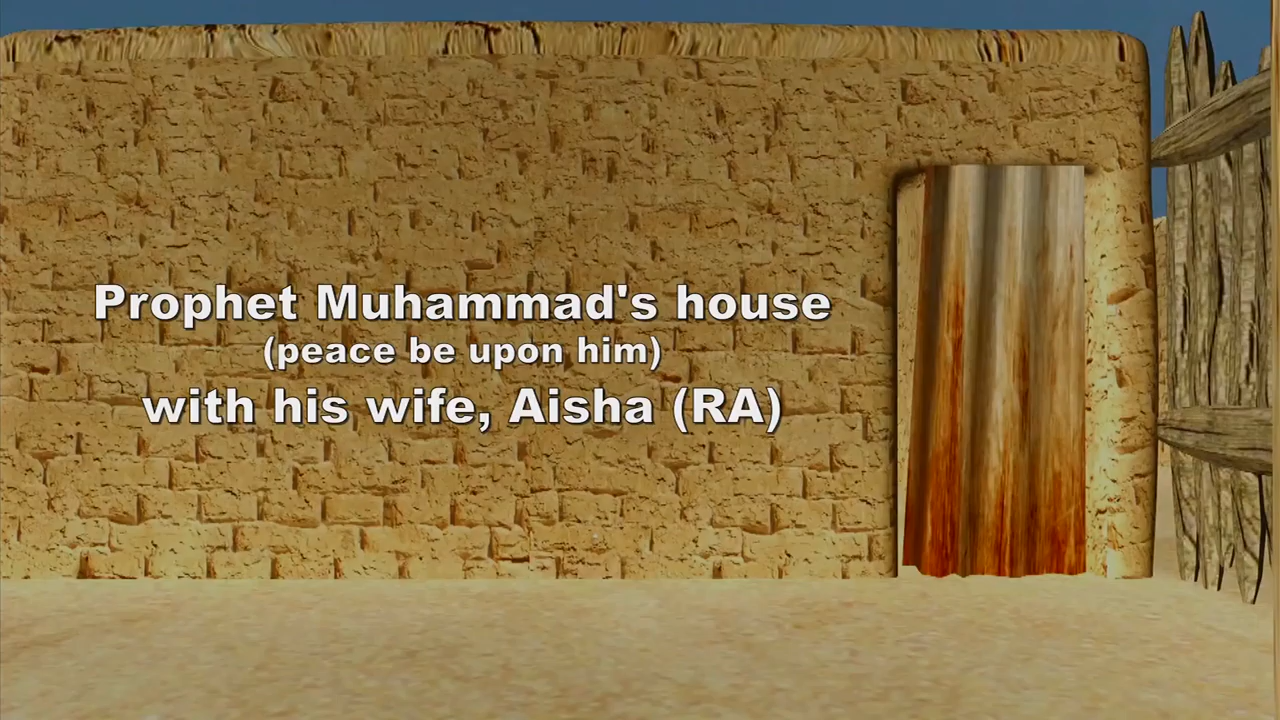 Prophet Muhammad's house
(peace be upon him)
with his wife, Aisha (RA)